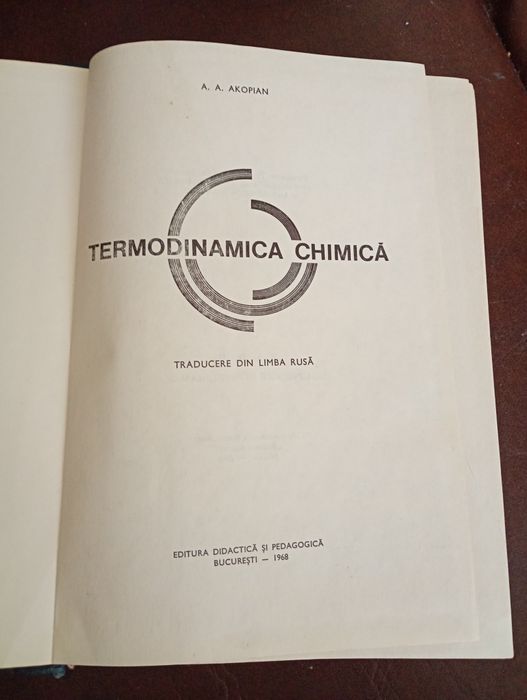 A. A. AKOPIAN
TERMODINAMICA CHIMICĂ
TRADUCERE DIN LIMBA RUSĂ
EDITURA DIDACTICĂ ȘI PEDAGOGICĂ
BUCUREȘTI — 1968